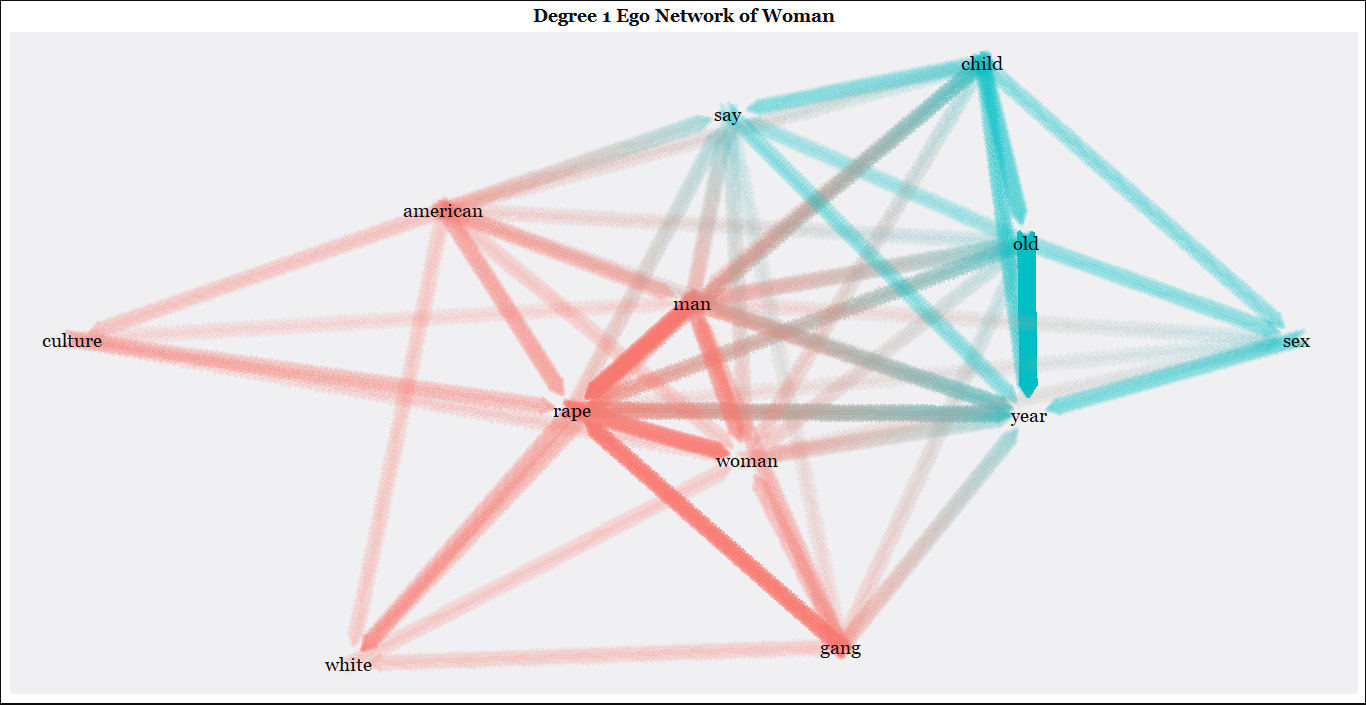 Degree 1 Ego Network of Woman
child
say
american
old
man
culture
sex
rape
year
woman
gang
white